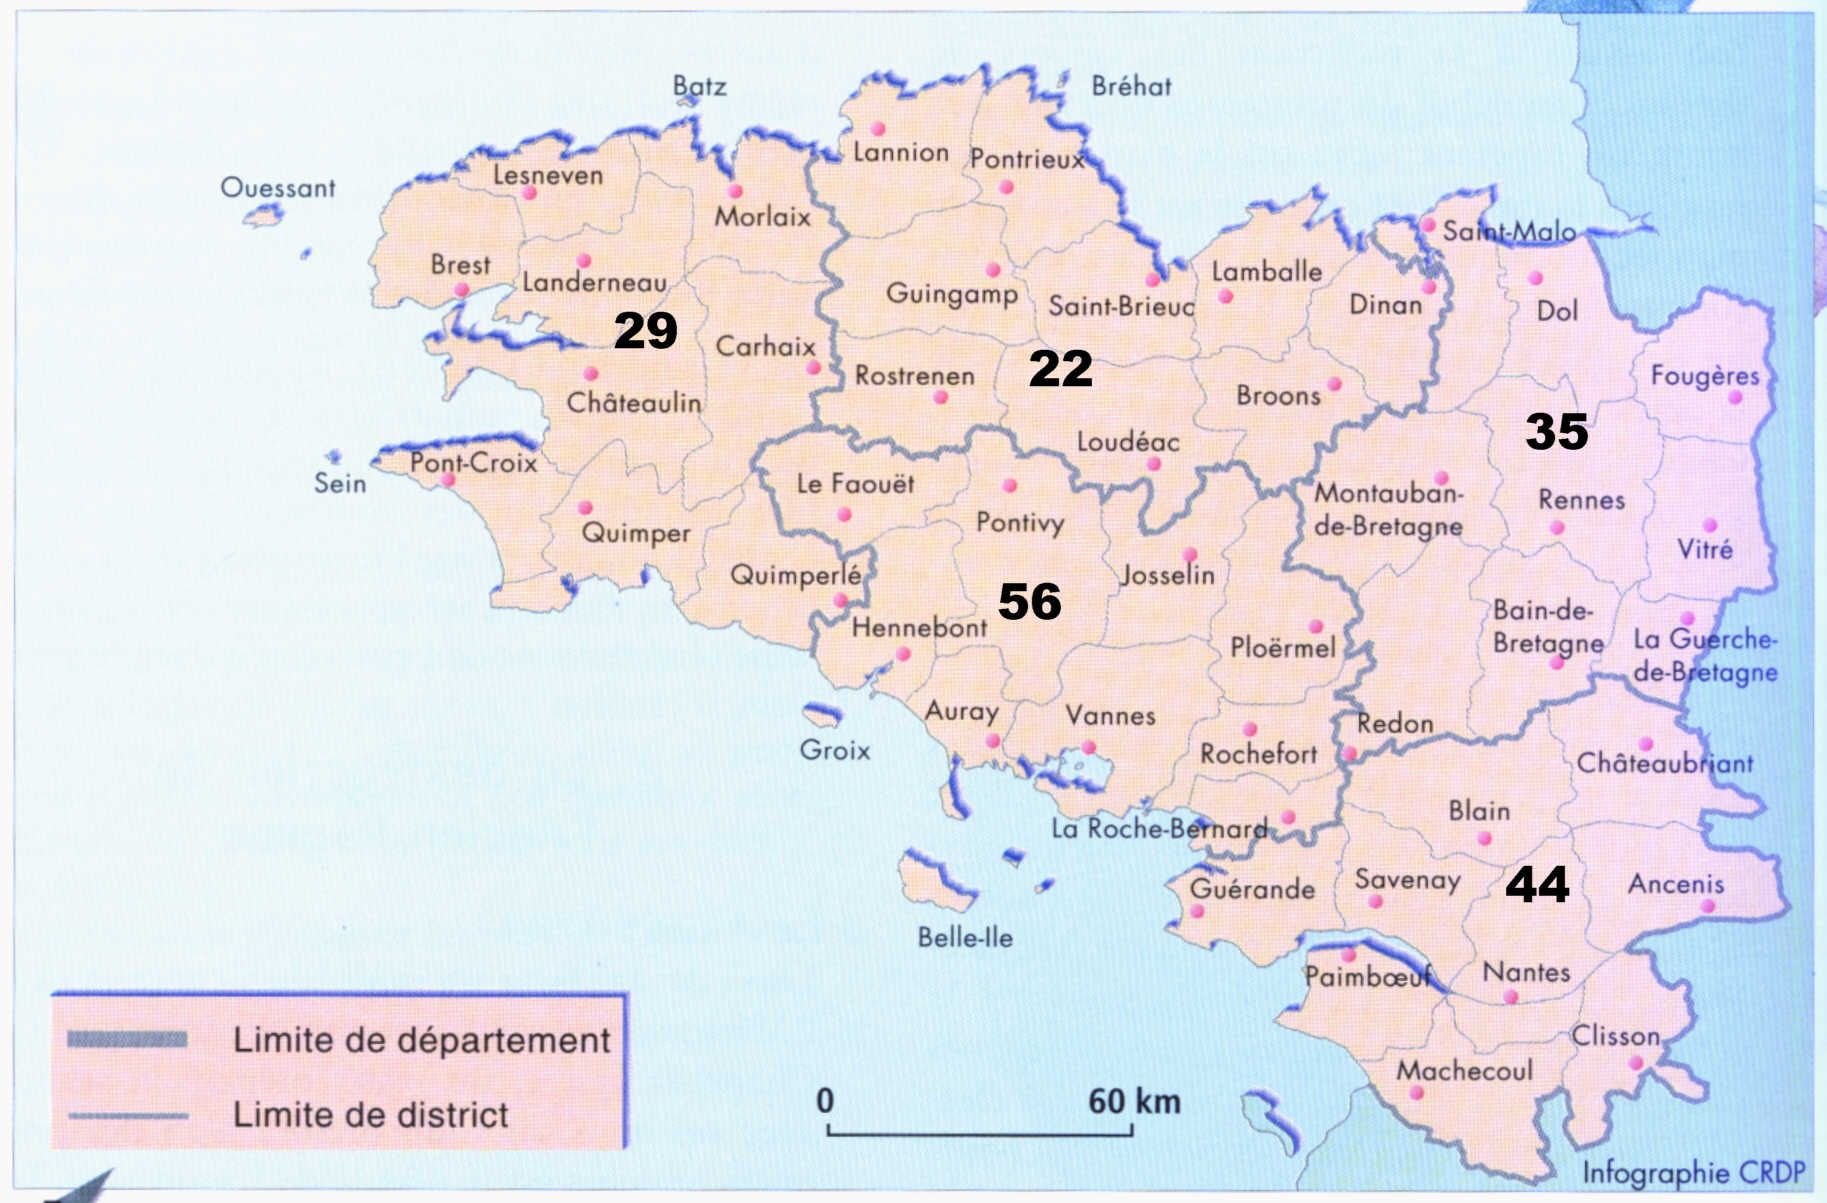 Batz
Bréhat
Lannion
Pontrieux
Ouessant
Lesneven
Morlaix
Saint-Malo
Brest
Landerneau
Guingamp
Saint-Brieuc
Lamballe
Dinan
Dol
29
Carhaix
Châteaulin
Rostrenen
22
Broons
Fougères
35
Loudéac
Sein
Pont-Croix
Le Faouët
Quimper
Pontivy
Montauban-
de-Bretagne
Rennes
Vitré
Quimperlé
Josselin
56
Hennebont
Ploërmel
Bain-de-
Bretagne
La Guerche-
de-Bretagne
Auray
Vannes
Redon
Groix
Rochefort
Châteaubriant
La Roche-Bernard
Blain
Guérande
Savenay
44
Ancenis
Belle-Ile
Paimbœuf
Nantes
Clisson
Machecoul
Limite de département
Limite de district
0
60 km
Infographie CRDP